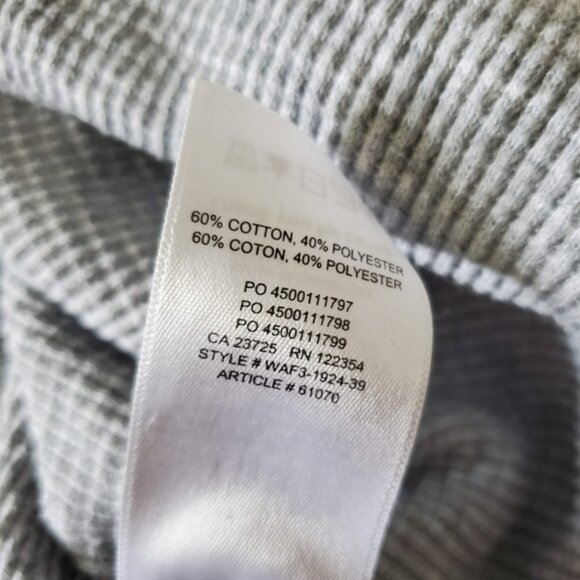 60% COTTON, 40% POLYESTER
60% COTON, 40% POLYESTER
PO 4500111797
PO 4500111798
PO 4500111799
CA 23725 RN 122354
STYLE # WAF3-1924-39
ARTICLE # 61070